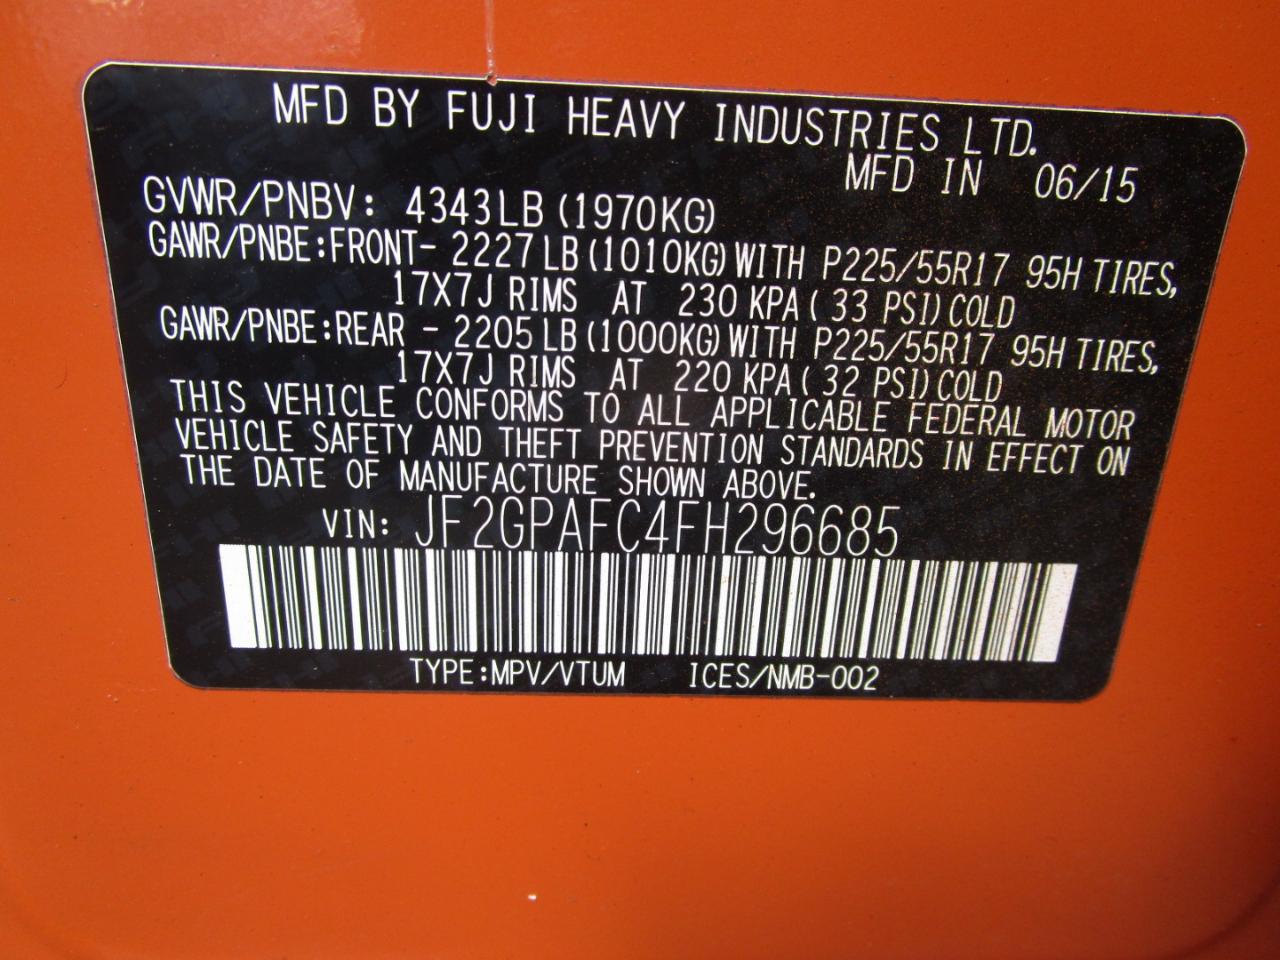 MFD BY FUJI HEAVY INDUSTRIES LTD.
MFD IN 06/15
GVWR/PNBV: 4343LB (1970KG)
GAWR/PNBE:FRONT- 2227LB (1010KG) WITH P225/55R17 95H TIRES,
17X7J RIMS AT 230 KPA ( 33 PSI) COLD
GAWR/PNBE:REAR - 2205LB (1000KG) WITH P225/55R17 95H TIRES,
17X7J RIMS AT 220 KPA ( 32 PSI) COLD
THIS VEHICLE CONFORMS TO ALL APPLICABLE FEDERAL MOTOR
VEHICLE SAFETY AND THEFT PREVENTION STANDARDS IN EFFECT ON
THE DATE OF MANUFACTURE SHOWN ABOVE.
VIN: JF2GPAFC4FH296685
TYPE:MPV/VTUM ICES/NMB-002